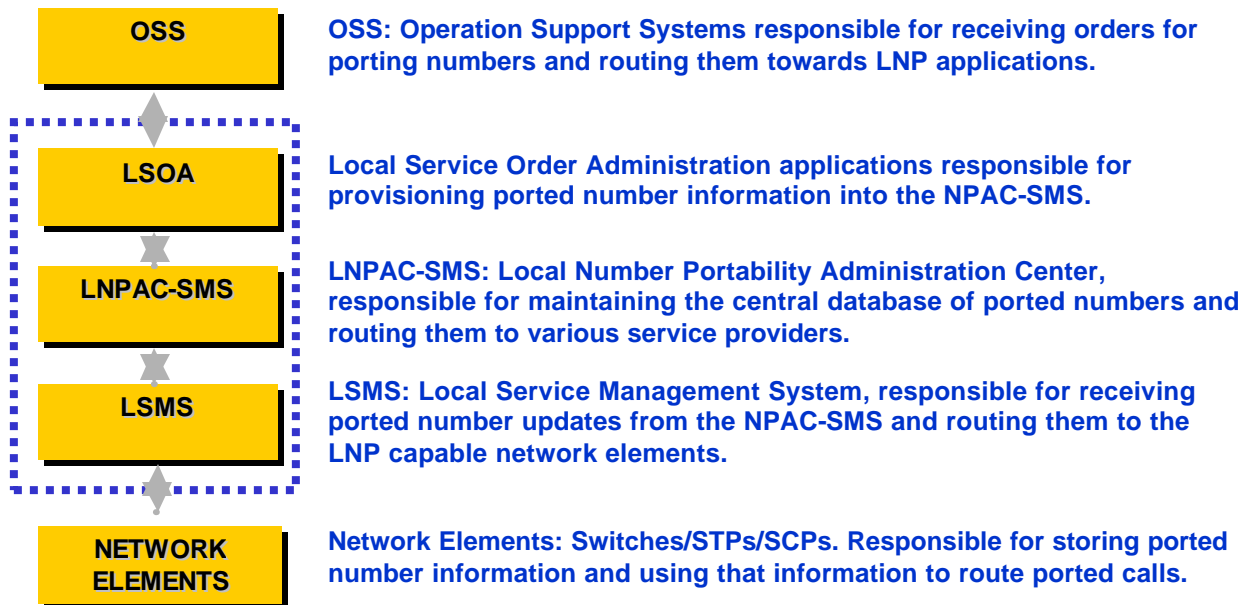 OSS
OSS: Operation Support Systems responsible for receiving orders for
porting numbers and routing them towards LNP applications.
LSOA
Local Service Order Administration applications responsible for
provisioning ported number information into the NPAC-SMS.
LNPAC-SMS
LNPAC-SMS: Local Number Portability Administration Center,
responsible for maintaining the central database of ported numbers and
routing them to various service providers.
LSMS
LSMS: Local Service Management System, responsible for receiving
ported number updates from the NPAC-SMS and routing them to the
LNP capable network elements.
NETWORK
ELEMENTS
Network Elements: Switches/STPs/SCPs. Responsible for storing ported
number information and using that information to route ported calls.